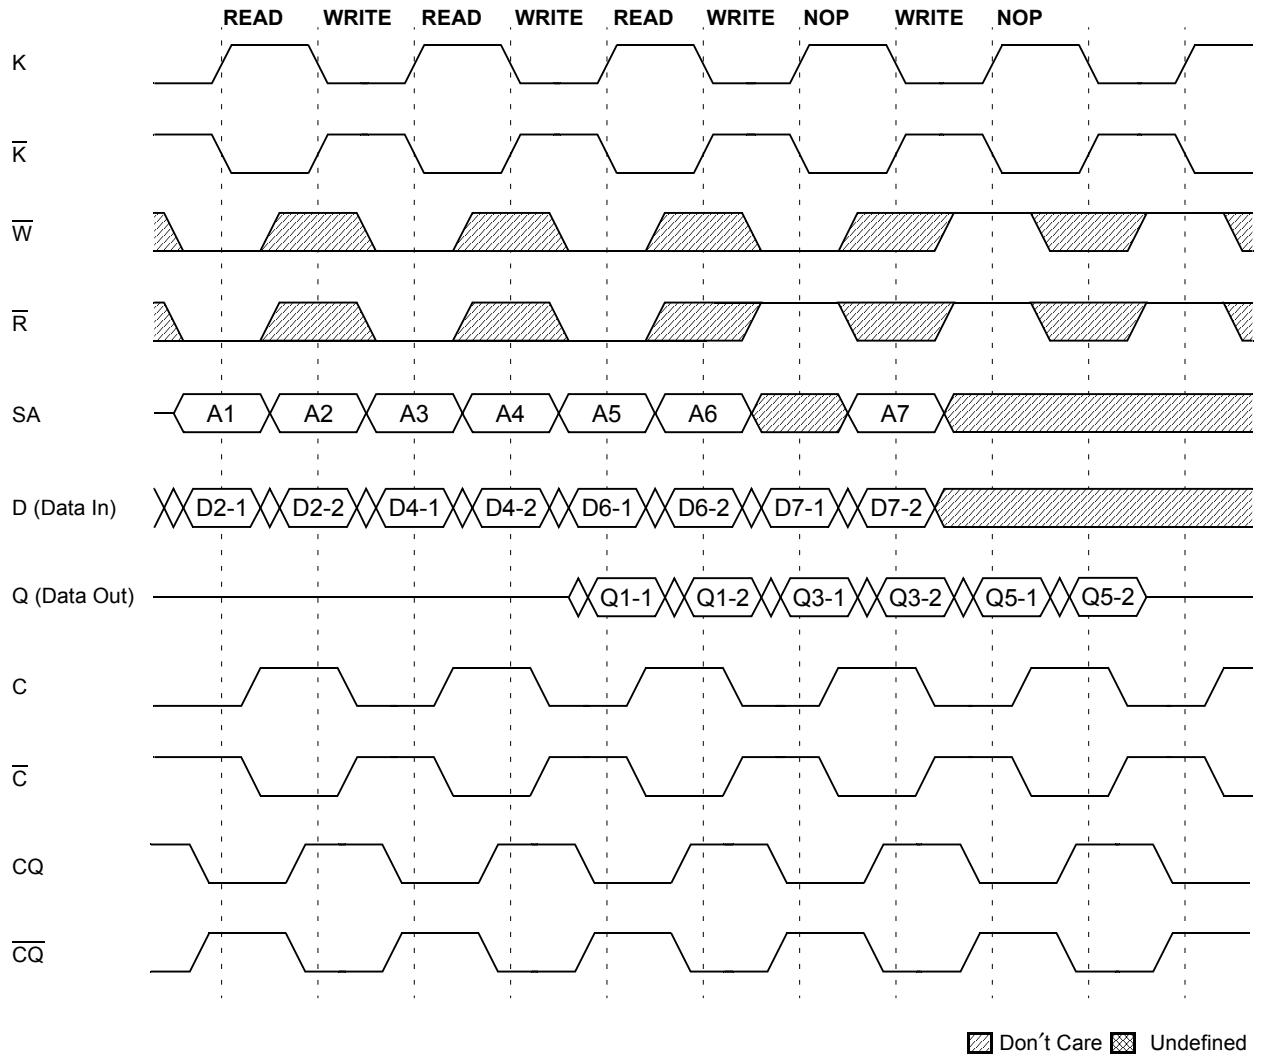 READ WRITE READ WRITE READ WRITE NOP WRITE NOP
K
K̅
W̅
R̅
SA A1 A2 A3 A4 A5 A6 A7
D (Data In) D2-1 D2-2 D4-1 D4-2 D6-1 D6-2 D7-1 D7-2
Q (Data Out) Q1-1 Q1-2 Q3-1 Q3-2 Q5-1 Q5-2
C
C̅
CQ
C̅Q̅
Don′t Care Undefined